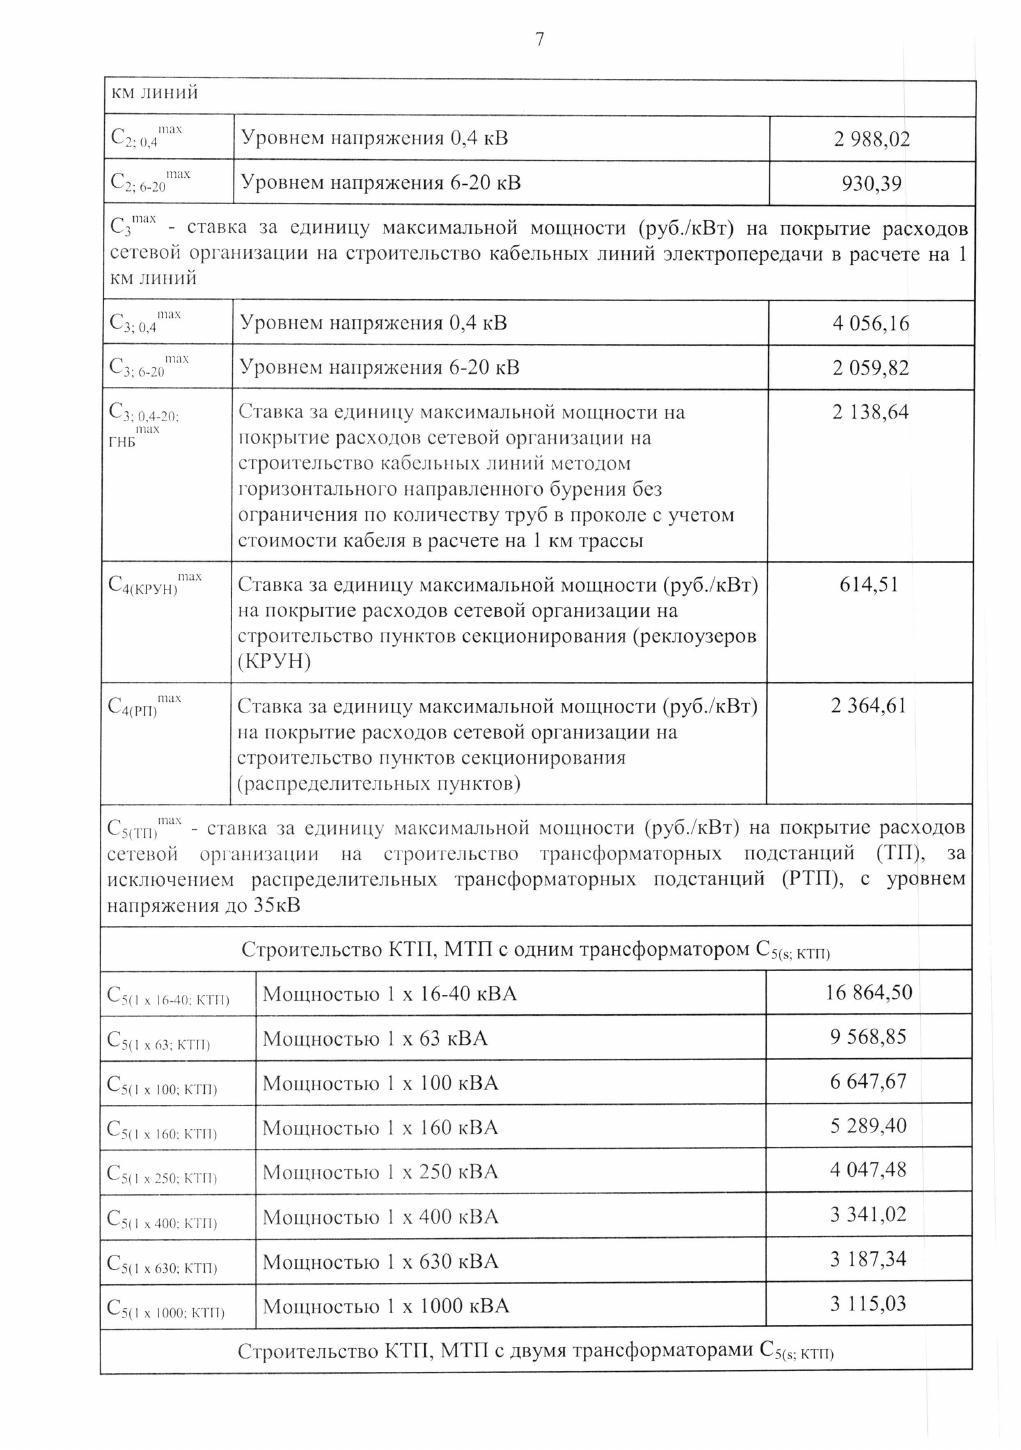 7
км линий
C2; 0,4 max Уровнем напряжения 0,4 кВ 2 988,02
C2; 6-20 max Уровнем напряжения 6-20 кВ 930,39
C3 max - ставка за единицу максимальной мощности (руб./кВт) на покрытие расходов
сетевой организации на строительство кабельных линий электропередачи в расчете на 1
км линий
C3; 0,4 max Уровнем напряжения 0,4 кВ 4 056,16
C3; 6-20 max Уровнем напряжения 6-20 кВ 2 059,82
C3; 0,4-20; ГНБ max Ставка за единицу максимальной мощности на 2 138,64
покрытие расходов сетевой организации на
строительство кабельных линий методом
горизонтального направленного бурения без
ограничения по количеству труб в проколе с учетом
стоимости кабеля в расчете на 1 км трассы
C4(КРУН) max Ставка за единицу максимальной мощности (руб./кВт) 614,51
на покрытие расходов сетевой организации на
строительство пунктов секционирования (реклоузеров
(КРУН)
C4(РП) max Ставка за единицу максимальной мощности (руб./кВт) 2 364,61
на покрытие расходов сетевой организации на
строительство пунктов секционирования
(распределительных пунктов)
C5(ТП) max - ставка за единицу максимальной мощности (руб./кВт) на покрытие расходов
сетевой организации на строительство трансформаторных подстанций (ТП), за
исключением распределительных трансформаторных подстанций (РТП), с уровнем
напряжения до 35кВ
Строительство КТП, МТП с одним трансформатором C5(s; КТП)
C5(1 х 16-40; КТП) Мощностью 1 х 16-40 кВА 16 864,50
C5(1 х 63; КТП) Мощностью 1 х 63 кВА 9 568,85
C5(1 х 100; КТП) Мощностью 1 х 100 кВА 6 647,67
C5(1 х 160; КТП) Мощностью 1 х 160 кВА 5 289,40
C5(1 х 250; КТП) Мощностью 1 х 250 кВА 4 047,48
C5(1 х 400; КТП) Мощностью 1 х 400 кВА 3 341,02
C5(1 х 630; КТП) Мощностью 1 х 630 кВА 3 187,34
C5(1 х 1000; КТП) Мощностью 1 х 1000 кВА 3 115,03
Строительство КТП, МТП с двумя трансформаторами C5(s; КТП)